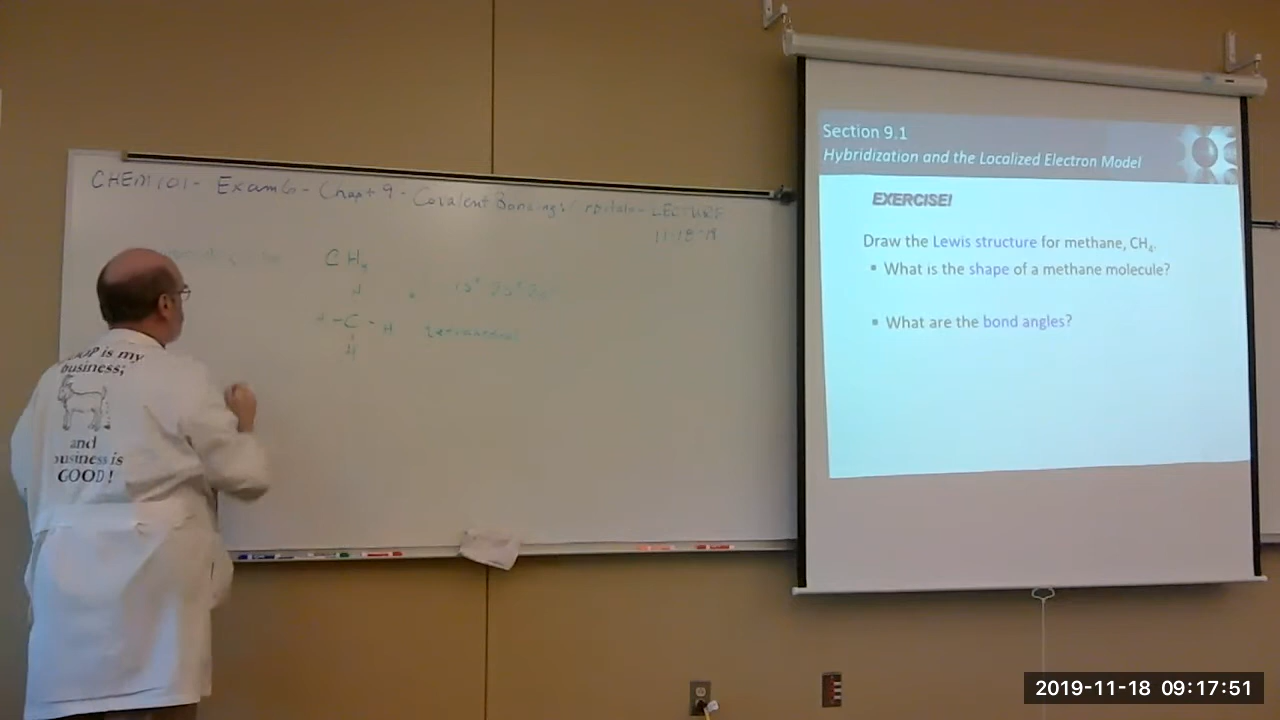 CHEM 101 - Exam 6 - Chapt 9 - Covalent Bonding: Orbitals - LECTURE
11-18-19
CH4
H
H - C - H
H
1s² 2s² 2p²
tetrahedral
GOOP is my
business;
and
business is
GOOD!
Section 9.1
Hybridization and the Localized Electron Model
EXERCISE!
Draw the Lewis structure for methane, CH₄.
• What is the shape of a methane molecule?
• What are the bond angles?
2019-11-18 09:17:51